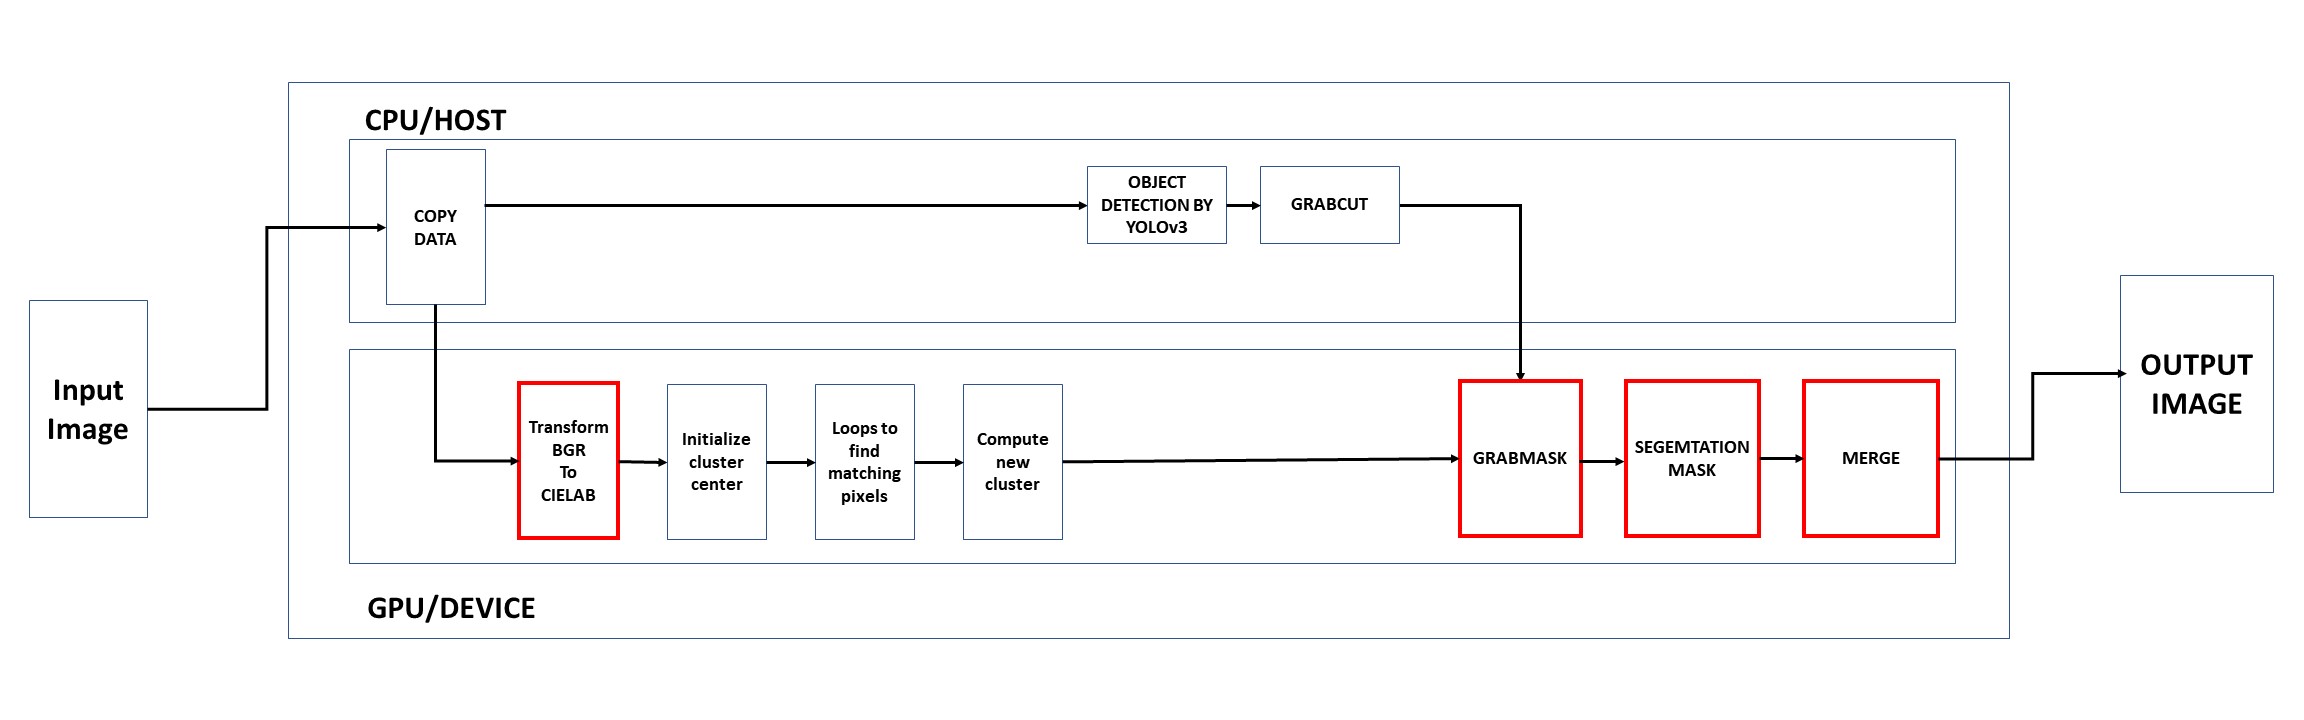 CPU/HOST
COPY
DATA
OBJECT
DETECTION BY
YOLOv3
GRABCUT
Input
Image
Transform
BGR
To
CIELAB
Initialize
cluster
center
Loops to
find
matching
pixels
Compute
new
cluster
GRABMASK
SEGEMTATION
MASK
MERGE
OUTPUT
IMAGE
GPU/DEVICE